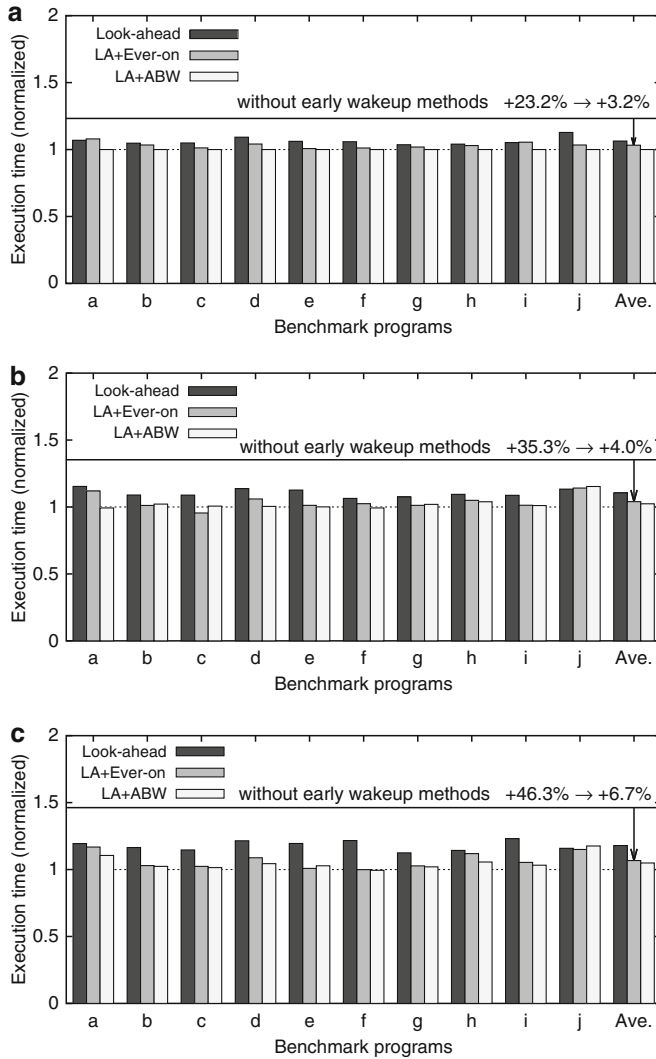 a
2
Look-ahead
LA+Ever-on
1.5
LA+ABW
without early wakeup methods +23.2% → +3.2%
1
0.5
0
Execution time (normalized)
a b c d e f g h i j Ave.
Benchmark programs
b
2
Look-ahead
LA+Ever-on
1.5
LA+ABW
without early wakeup methods +35.3% → +4.0%
1
0.5
0
Execution time (normalized)
a b c d e f g h i j Ave.
Benchmark programs
c
2
Look-ahead
LA+Ever-on
1.5
LA+ABW
without early wakeup methods +46.3% → +6.7%
1
0.5
0
Execution time (normalized)
a b c d e f g h i j Ave.
Benchmark programs